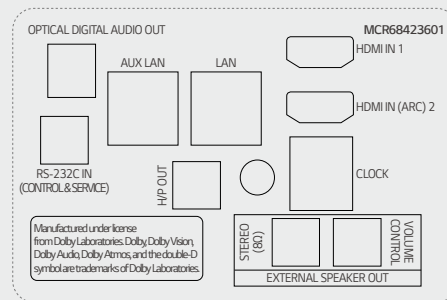 OPTICAL DIGITAL AUDIO OUT
MCR68423601
HDMI IN 1
AUX LAN
LAN
HDMI IN (ARC) 2
RS-232C IN
(CONTROL & SERVICE)
H/P OUT
CLOCK
Manufactured under license
from Dolby Laboratories. Dolby, Dolby Vision,
Dolby Audio, Dolby Atmos, and the double-D
symbol are trademarks of Dolby Laboratories.
STEREO
(8Ω)
VOLUME
CONTROL
EXTERNAL SPEAKER OUT